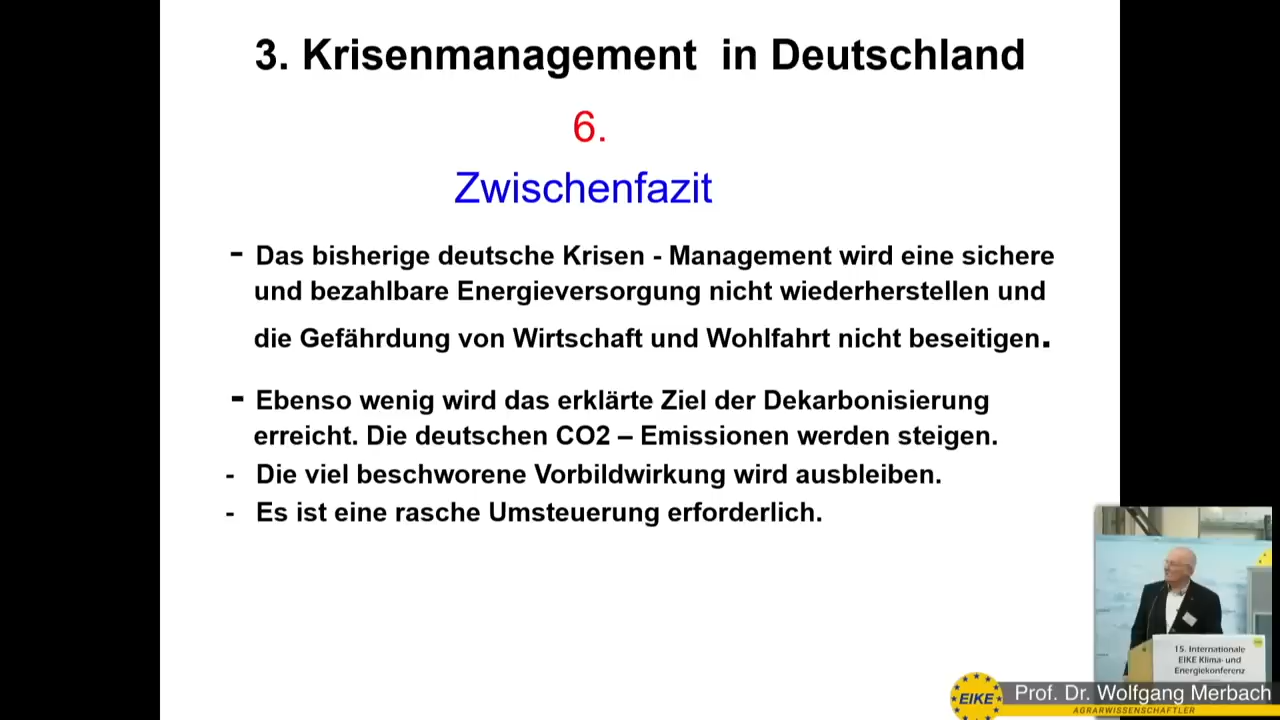 3. Krisenmanagement in Deutschland
6.
Zwischenfazit
- Das bisherige deutsche Krisen - Management wird eine sichere
und bezahlbare Energieversorgung nicht wiederherstellen und
die Gefährdung von Wirtschaft und Wohlfahrt nicht beseitigen.
- Ebenso wenig wird das erklärte Ziel der Dekarbonisierung
erreicht. Die deutschen CO2 – Emissionen werden steigen.
- Die viel beschworene Vorbildwirkung wird ausbleiben.
- Es ist eine rasche Umsteuerung erforderlich.
15. Internationale
EIKE Klima- und
Energiekonferenz
EIKE
Prof. Dr. Wolfgang Merbach
AGRARWISSENSCHAFTLER